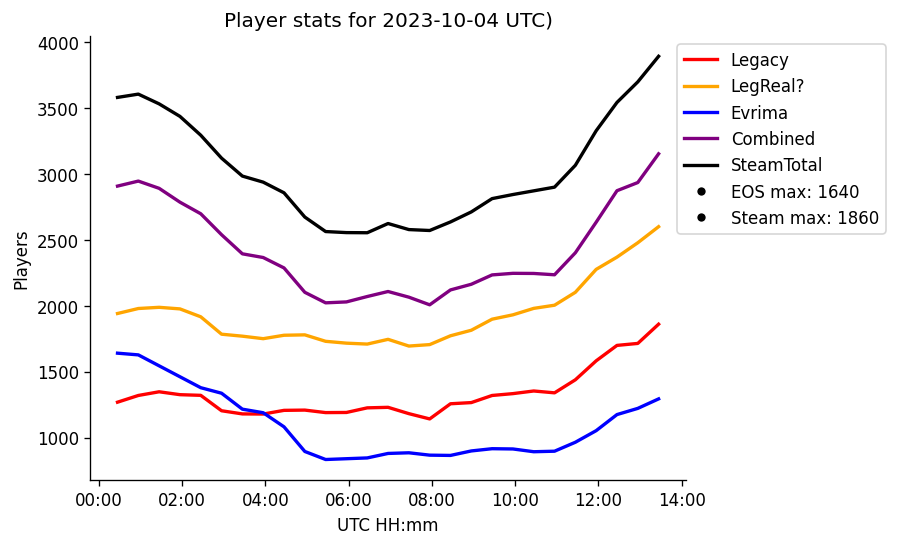 Player stats for 2023-10-04 UTC)
4000
3500
3000
2500
2000
1500
1000
Players
00:00 02:00 04:00 06:00 08:00 10:00 12:00 14:00
UTC HH:mm
Legacy
LegReal?
Evrima
Combined
SteamTotal
EOS max: 1640
Steam max: 1860